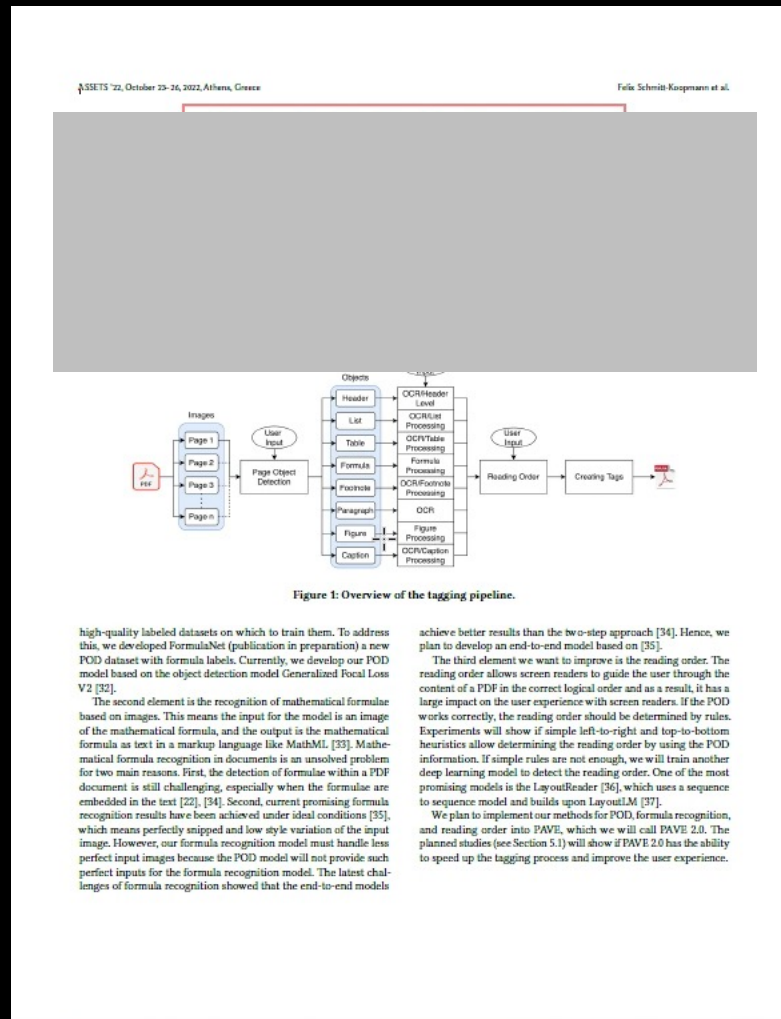 ASSETS '22, October 23–26, 2022, Athens, Greece
Felix Schmitt-Koopmann et al.
Objects
Images
PDF
Page 1
Page 2
Page 3
Page n
User Input
Page Object Detection
Header
List
Table
Formula
Footnote
Paragraph
Figure
Caption
OCR/Header Level
OCR/List Processing
OCR/Table Processing
Formula Processing
OCR/Footnote Processing
OCR
Figure Processing
OCR/Caption Processing
User Input
Reading Order
Creating Tags
Figure 1: Overview of the tagging pipeline.
high-quality labeled datasets on which to train them. To address
this, we developed FormulaNet (publication in preparation) a new
POD dataset with formula labels. Currently, we develop our POD
model based on the object detection model Generalized Focal Loss
V2 [32].
The second element is the recognition of mathematical formulae
based on images. This means the input for the model is an image
of the mathematical formula, and the output is the mathematical
formula as text in a markup language like MathML [33]. Mathe-
matical formula recognition in documents is an unsolved problem
for two main reasons. First, the detection of formulae within a PDF
document is still challenging, especially when the formulae are
embedded in the text [22], [34]. Second, current promising formula
recognition results have been achieved under ideal conditions [35],
which means perfectly snipped and low style variation of the input
image. However, our formula recognition model must handle less
perfect input images because the POD model will not provide such
perfect inputs for the formula recognition model. The latest chal-
lenges of formula recognition showed that the end-to-end models
achieve better results than the two-step approach [34]. Hence, we
plan to develop an end-to-end model based on [35].
The third element we want to improve is the reading order. The
reading order allows screen readers to guide the user through the
content of a PDF in the correct logical order and as a result, it has a
large impact on the user experience with screen readers. If the POD
works correctly, the reading order should be determined by rules.
Experiments will show if simple left-to-right and top-to-bottom
heuristics allow determining the reading order by using the POD
information. If simple rules are not enough, we will train another
deep learning model to detect the reading order. One of the most
promising models is the LayoutReader [36], which uses a sequence
to sequence model and builds upon LayoutLM [37].
We plan to implement our methods for POD, formula recognition,
and reading order into PAVE, which we will call PAVE 2.0. The
planned studies (see Section 5.1) will show if PAVE 2.0 has the ability
to speed up the tagging process and improve the user experience.